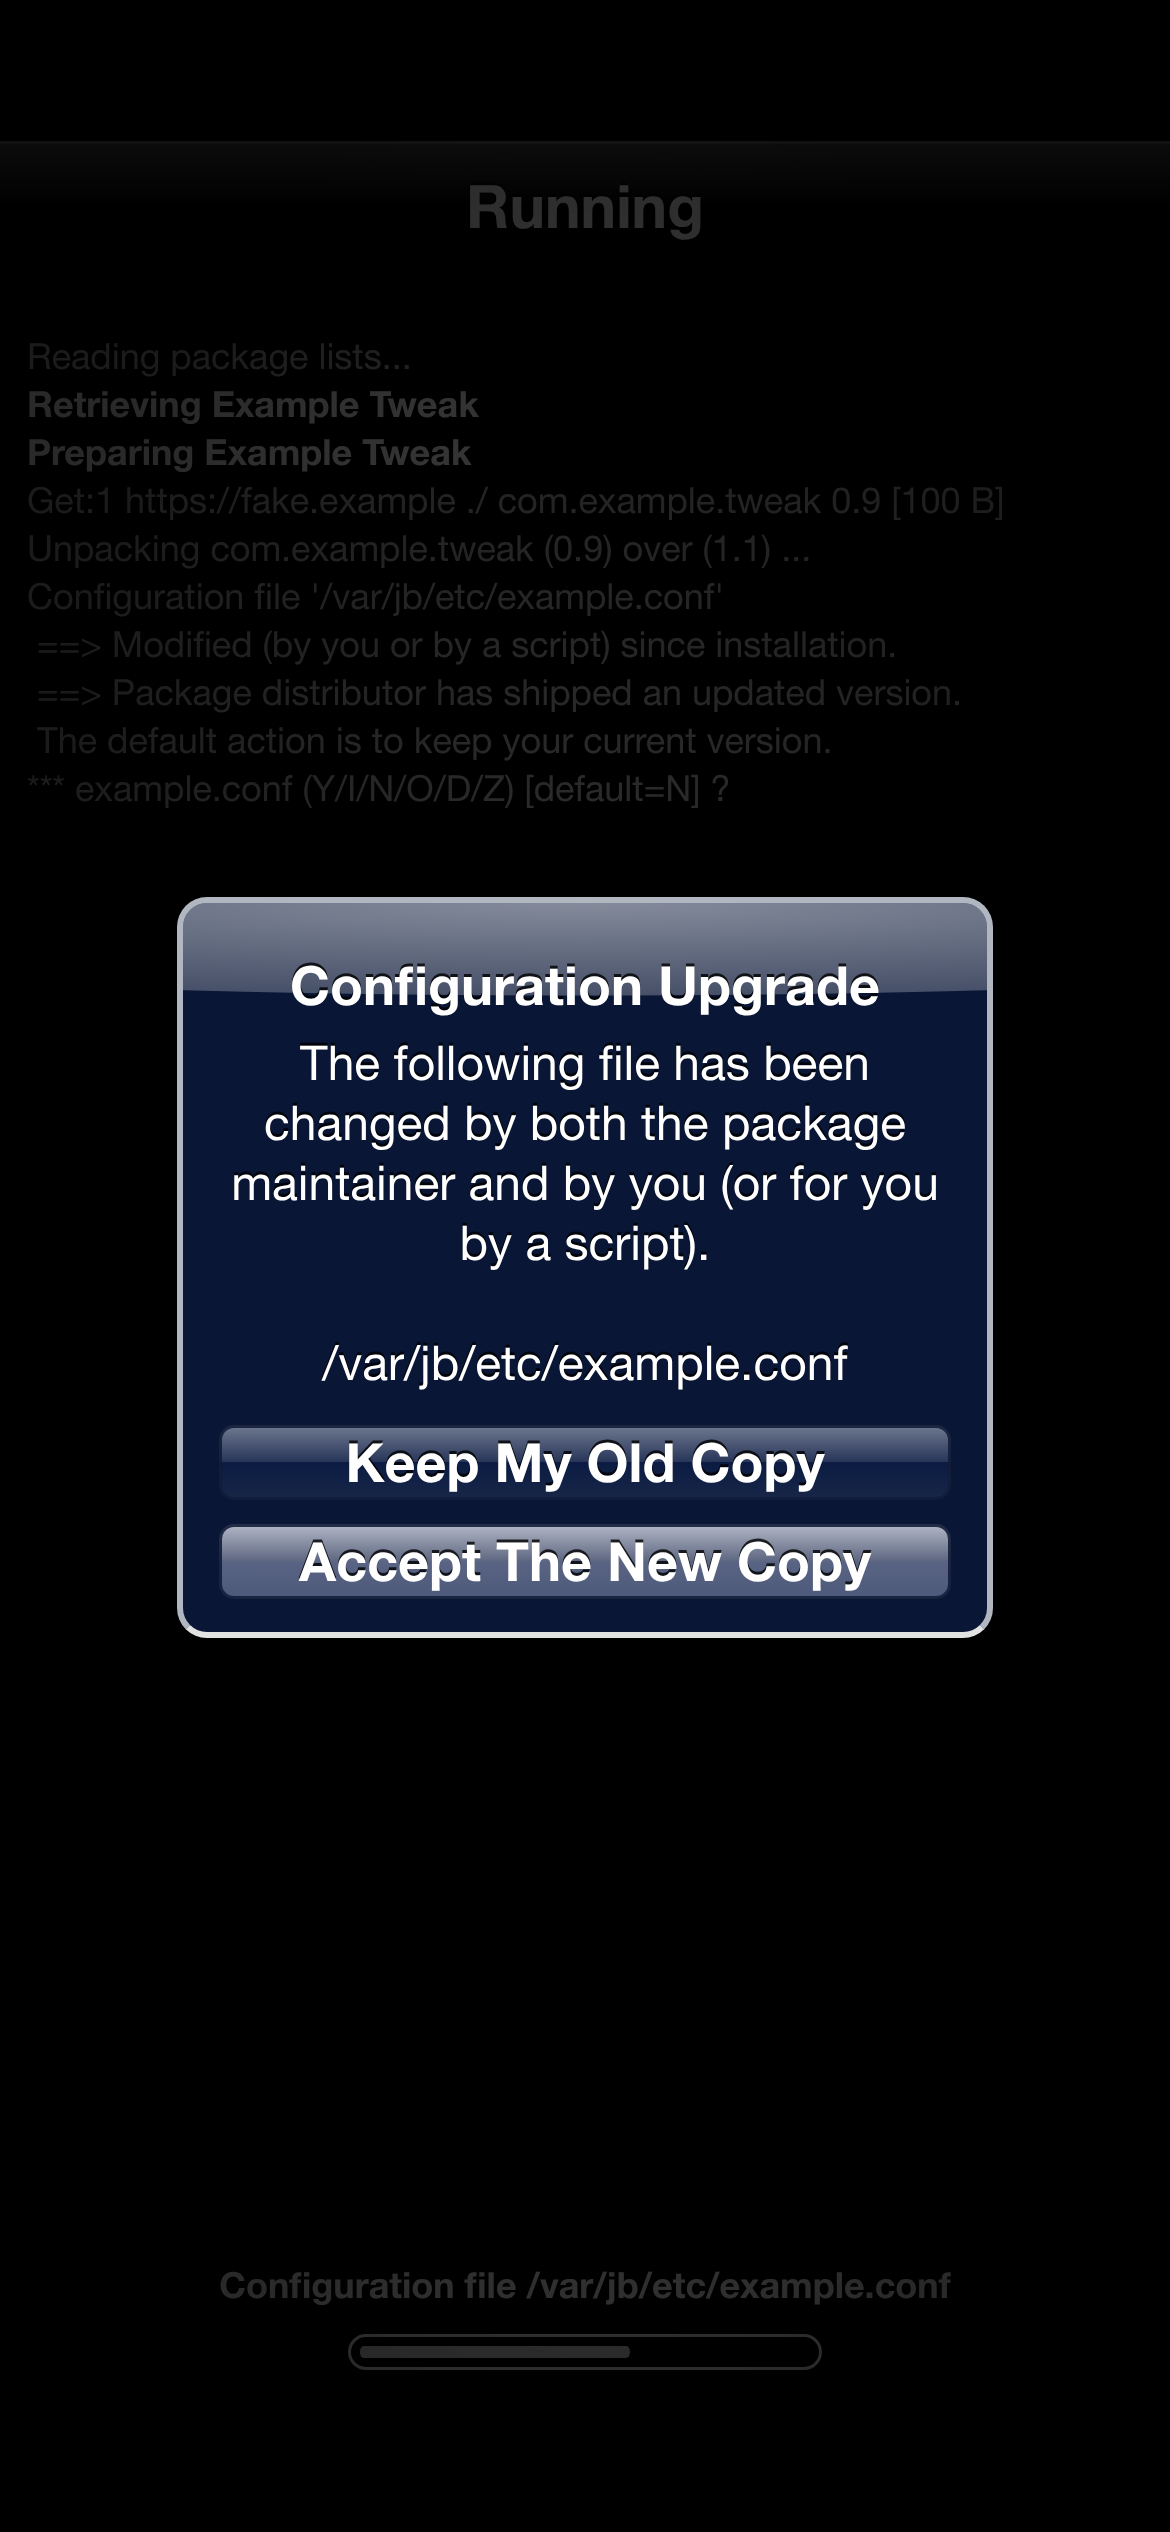 Running
Reading package lists...
Retrieving Example Tweak
Preparing Example Tweak
Get:1 https://fake.example ./ com.example.tweak 0.9 [100 B]
Unpacking com.example.tweak (0.9) over (1.1) ...
Configuration file '/var/jb/etc/example.conf'
==> Modified (by you or by a script) since installation.
==> Package distributor has shipped an updated version.
The default action is to keep your current version.
*** example.conf (Y/I/N/O/D/Z) [default=N] ?
Configuration Upgrade
The following file has been
changed by both the package
maintainer and by you (or for you
by a script).
/var/jb/etc/example.conf
Keep My Old Copy
Accept The New Copy
Configuration file /var/jb/etc/example.conf